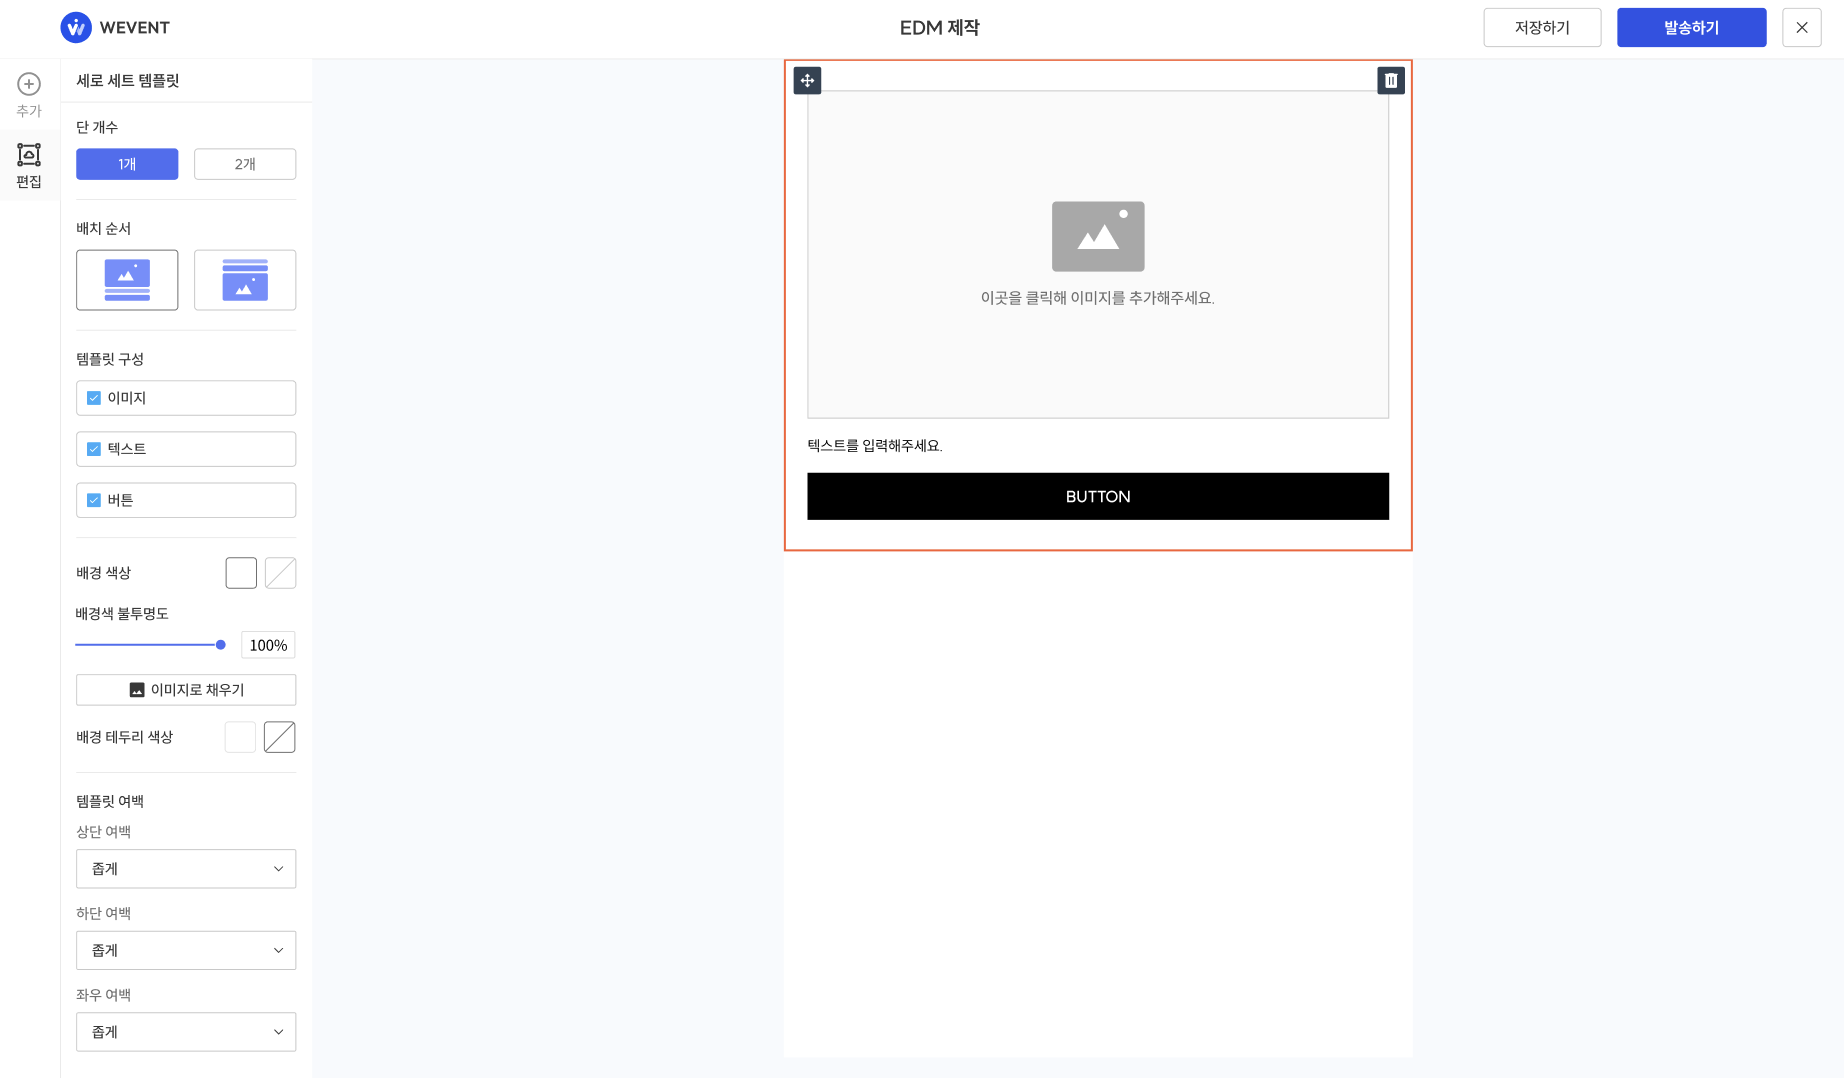 WEVENT
EDM 제작
저장하기
발송하기
추가
편집
세로 세트 템플릿
단 개수
1개
2개
배치 순서
템플릿 구성
이미지
텍스트
버튼
배경 색상
배경색 불투명도
100%
이미지로 채우기
배경 테두리 색상
템플릿 여백
상단 여백
좁게
하단 여백
좁게
좌우 여백
좁게
이곳을 클릭해 이미지를 추가해주세요.
텍스트를 입력해주세요.
BUTTON